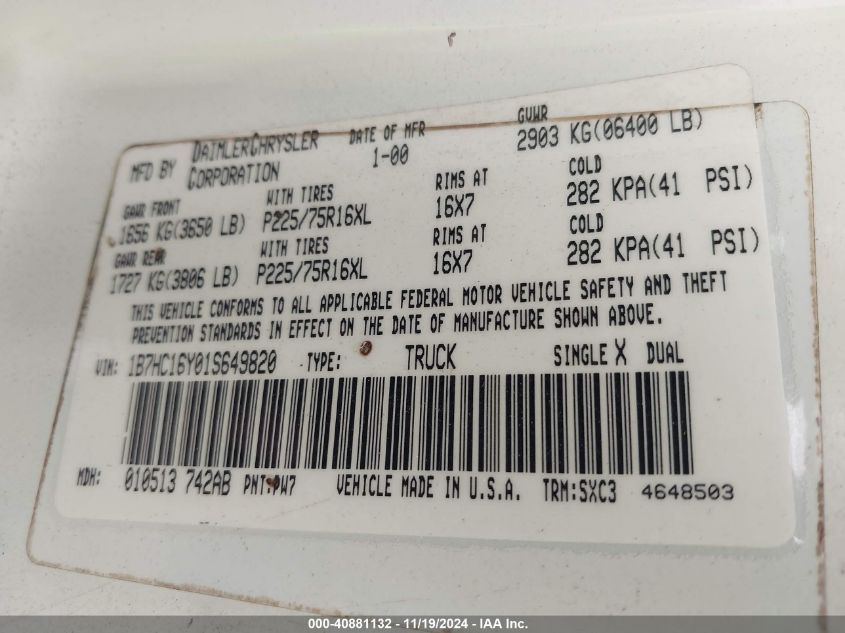 MFD BY DAIMLERCHRYSLER CORPORATION DATE OF MFR 1-00 GVWR 2903 KG(06400 LB)
GAWR FRONT WITH TIRES RIMS AT COLD
1656 KG(3650 LB) P225/75R16XL 16X7 282 KPA(41 PSI)
GAWR REAR WITH TIRES RIMS AT COLD
1727 KG(3806 LB) P225/75R16XL 16X7 282 KPA(41 PSI)
THIS VEHICLE CONFORMS TO ALL APPLICABLE FEDERAL MOTOR VEHICLE SAFETY AND THEFT
PREVENTION STANDARDS IN EFFECT ON THE DATE OF MANUFACTURE SHOWN ABOVE.
VIN: 1B7HC16Y01S649820 TYPE: TRUCK SINGLE X DUAL
MDH: 010513 742AB PNT:PW7 VEHICLE MADE IN U.S.A. TRM:SXC3 4648503
000-40881132 - 11/19/2024 - IAA Inc.